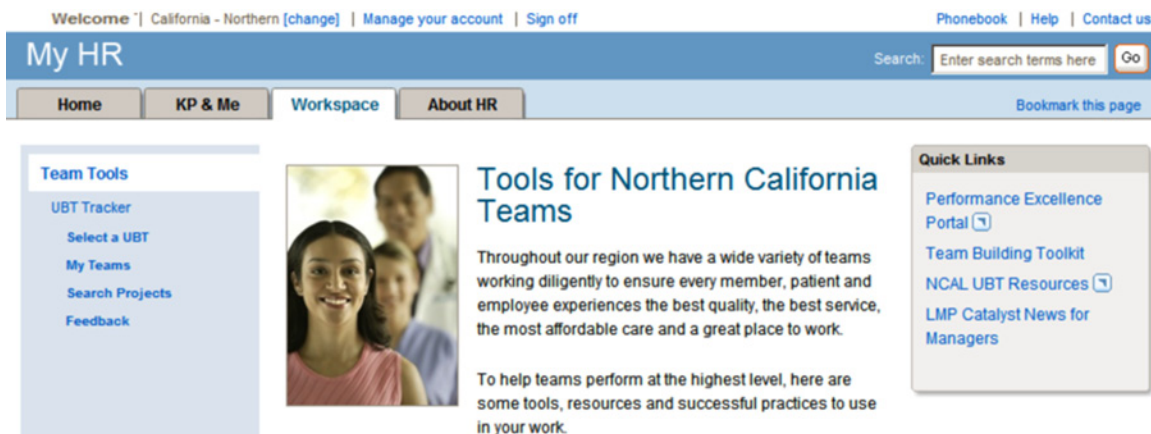 Welcome | California - Northern [change] | Manage your account | Sign off
Phonebook | Help | Contact us
My HR
Search: Enter search terms here Go
Home KP & Me Workspace About HR
Bookmark this page
Team Tools
UBT Tracker
Select a UBT
My Teams
Search Projects
Feedback
Tools for Northern California
Teams
Throughout our region we have a wide variety of teams
working diligently to ensure every member, patient and
employee experiences the best quality, the best service,
the most affordable care and a great place to work.
To help teams perform at the highest level, here are
some tools, resources and successful practices to use
in your work.
Quick Links
Performance Excellence
Portal
Team Building Toolkit
NCAL UBT Resources
LMP Catalyst News for
Managers